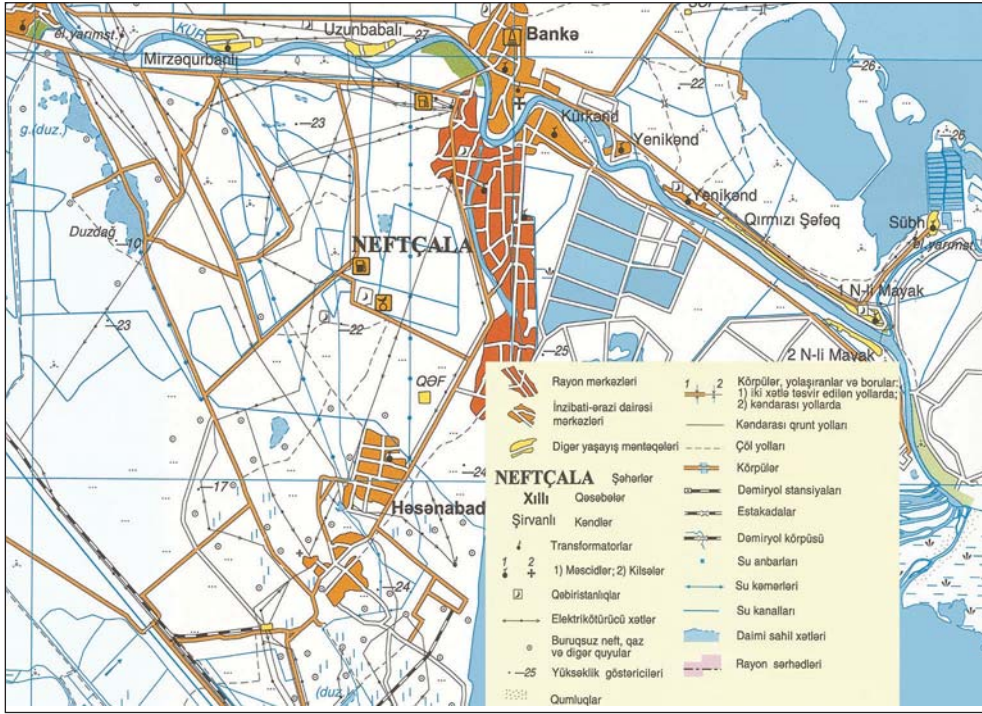 el.yarımst.
KÜR
Mirzəqurbanlı
Uzunbabalı
27
Bankə
26
22
26
g.(duz.)
23
Kürkənd
Yenikənd
Yenikənd
Qırmızı Şəfəq
Sübh
el.yarımst.
Duzdağ
10
NEFTÇALA
1 N-li Mayak
23
22
2 N-li Mayak
25
QƏF
24
17
Həsənabad
24
(duz.)
Rayon mərkəzləri
İnzibati-ərazi dairəsi
mərkəzləri
Digər yaşayış məntəqələri
NEFTÇALA Şəhərlər
Xıllı Qəsəbələr
Şirvanlı Kəndlər
Transformatorlar
1 2
1) Məscidlər; 2) Kilsələr
Qəbiristanlıqlar
Elektrikötürücü xətlər
Buruqsuz neft, qaz
və digər quyular
25 Yüksəklik göstəriciləri
Qumluqlar
1 2 Körpülər, yolaşıranlar və borular;
1) iki xətlə təsvir edilən yollarda;
2) kəndarası yollarda
Kəndarası qrunt yolları
Çöl yolları
Körpülər
Dəmiryol stansiyaları
Estakadalar
Dəmiryol körpüsü
Su anbarları
Su kəmərləri
Su kanalları
Daimi sahil xətləri
Rayon sərhədləri